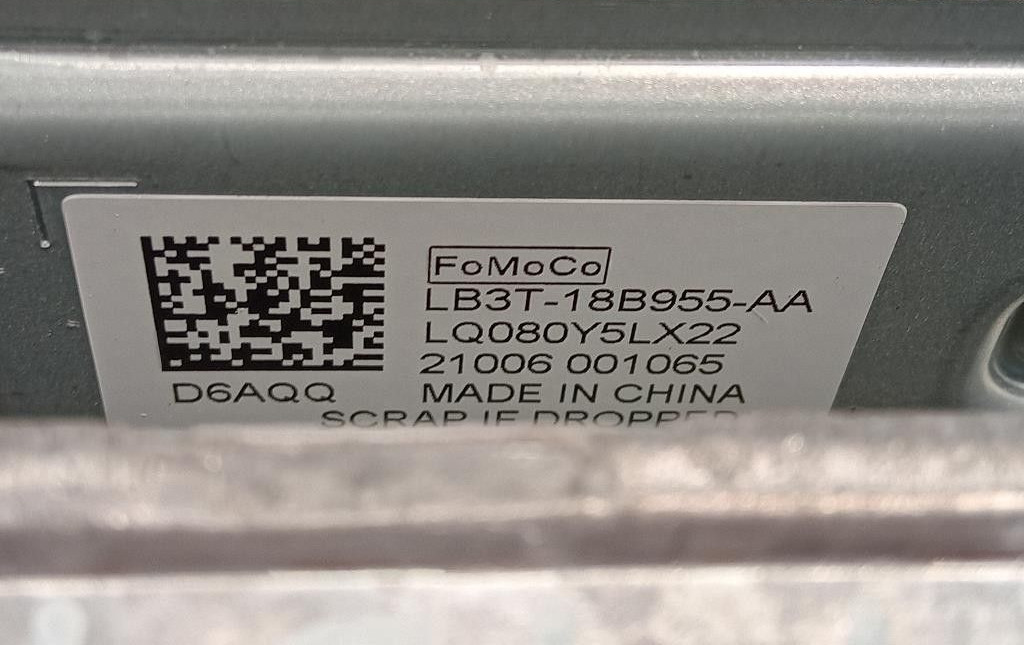 FoMoCo
LB3T-18B955-AA
LQ080Y5LX22
21006 001065
D6AQQ MADE IN CHINA
SCRAP IF DROPPED